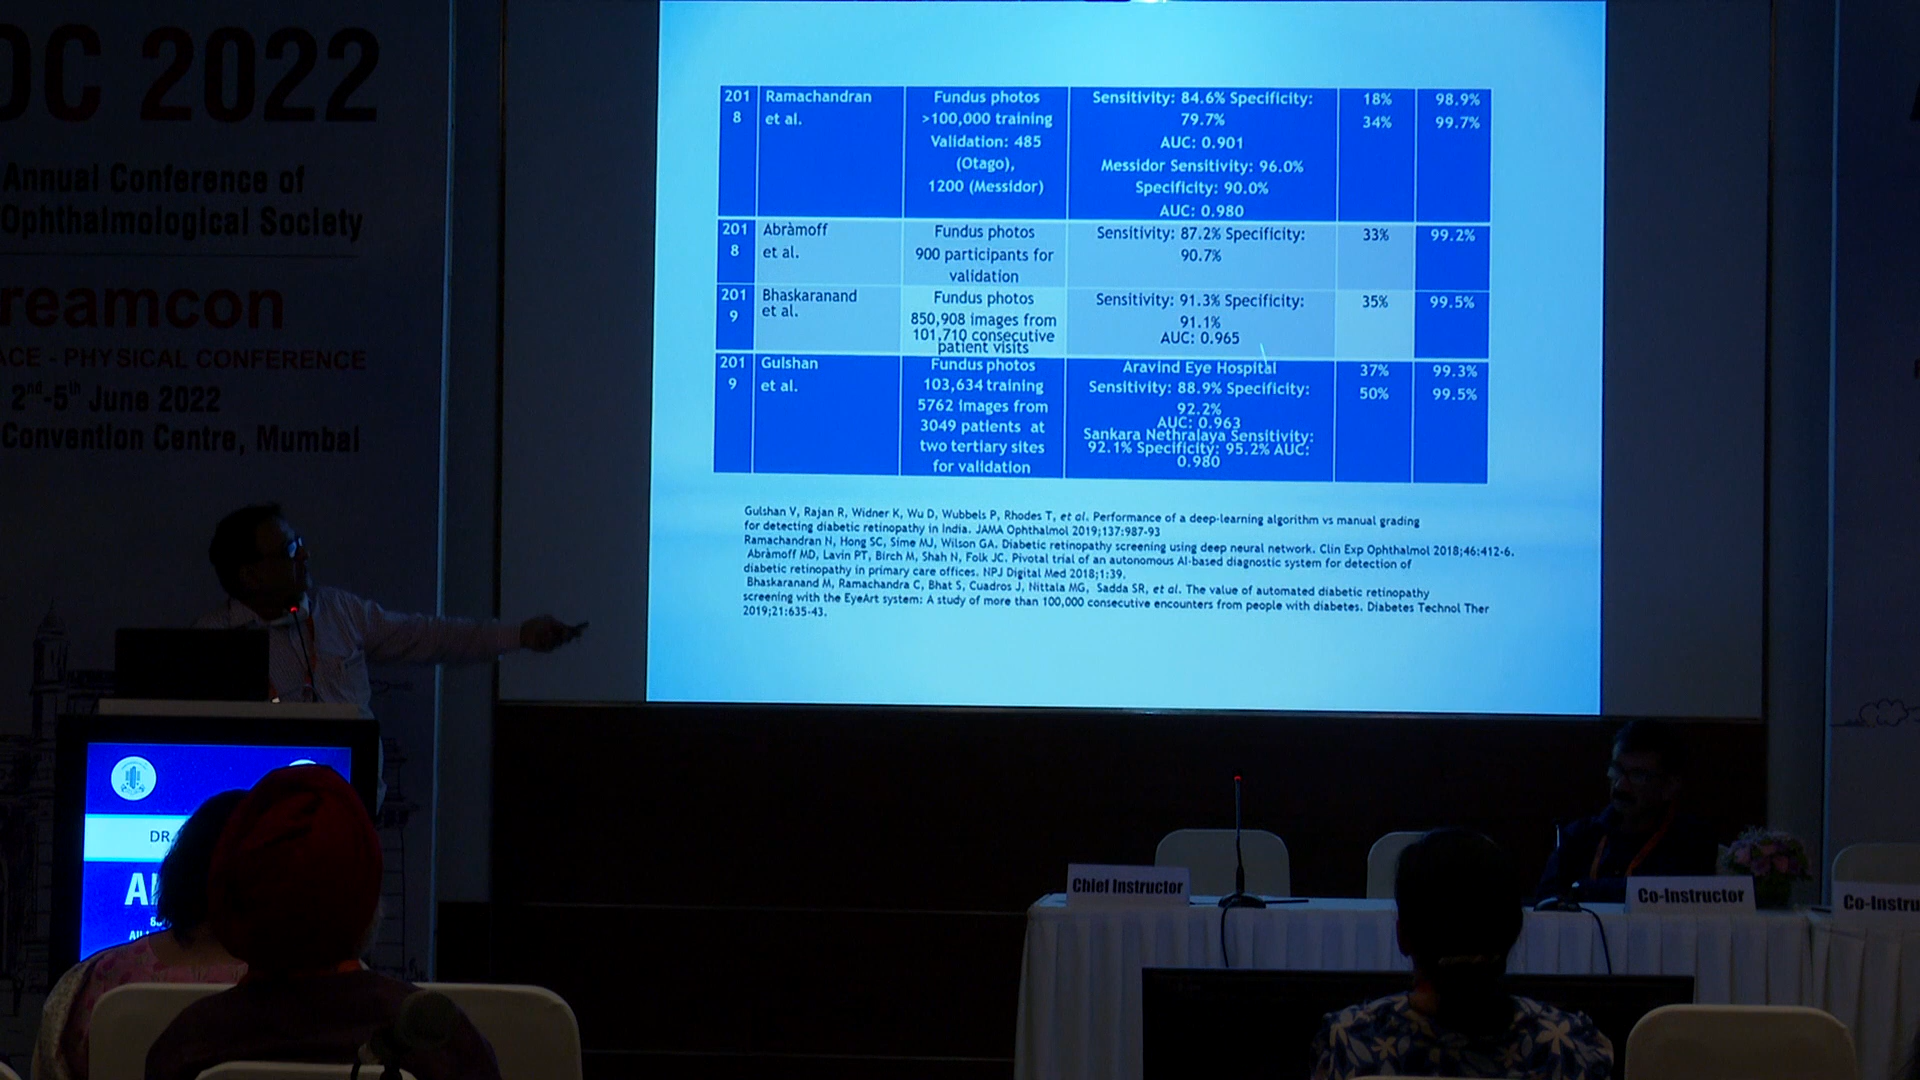 OC 2022
Annual Conference of
Ophthalmological Society
reamcon
ACE - PHYSICAL CONFERENCE
2nd-5th June 2022
Convention Centre, Mumbai
201
8
Ramachandran
et al.
Fundus photos
>100,000 training
Validation: 485
(Otago),
1200 (Messidor)
Sensitivity: 84.6% Specificity:
79.7%
AUC: 0.901
Messidor Sensitivity: 96.0%
Specificity: 90.0%
AUC: 0.980
18%
34%
98.9%
99.7%
201
8
Abràmoff
et al.
Fundus photos
900 participants for
validation
Sensitivity: 87.2% Specificity:
90.7%
33%
99.2%
201
9
Bhaskaranand
et al.
Fundus photos
850,908 images from
101,710 consecutive
patient visits
Sensitivity: 91.3% Specificity:
91.1%
AUC: 0.965
35%
99.5%
201
9
Gulshan
et al.
Fundus photos
103,634 training
5762 images from
3049 patients at
two tertiary sites
for validation
Aravind Eye Hospital
Sensitivity: 88.9% Specificity:
92.2%
AUC: 0.963
Sankara Nethralaya Sensitivity:
92.1% Specificity: 95.2% AUC:
0.980
37%
50%
99.3%
99.5%
Gulshan V, Rajan R, Widner K, Wu D, Wubbels P, Rhodes T, et al. Performance of a deep-learning algorithm vs manual grading
for detecting diabetic retinopathy in India. JAMA Ophthalmol 2019;137:987-93
Ramachandran N, Hong SC, Sime MJ, Wilson GA. Diabetic retinopathy screening using deep neural network. Clin Exp Ophthalmol 2018;46:412-6.
Abràmoff MD, Lavin PT, Birch M, Shah N, Folk JC. Pivotal trial of an autonomous AI-based diagnostic system for detection of
diabetic retinopathy in primary care offices. NPJ Digital Med 2018;1:39.
Bhaskaranand M, Ramachandra C, Bhat S, Cuadros J, Nittala MG, Sadda SR, et al. The value of automated diabetic retinopathy
screening with the EyeArt system: A study of more than 100,000 consecutive encounters from people with diabetes. Diabetes Technol Ther
2019;21:635-43.
DR.
Chief Instructor
Co-Instructor
Co-Instru